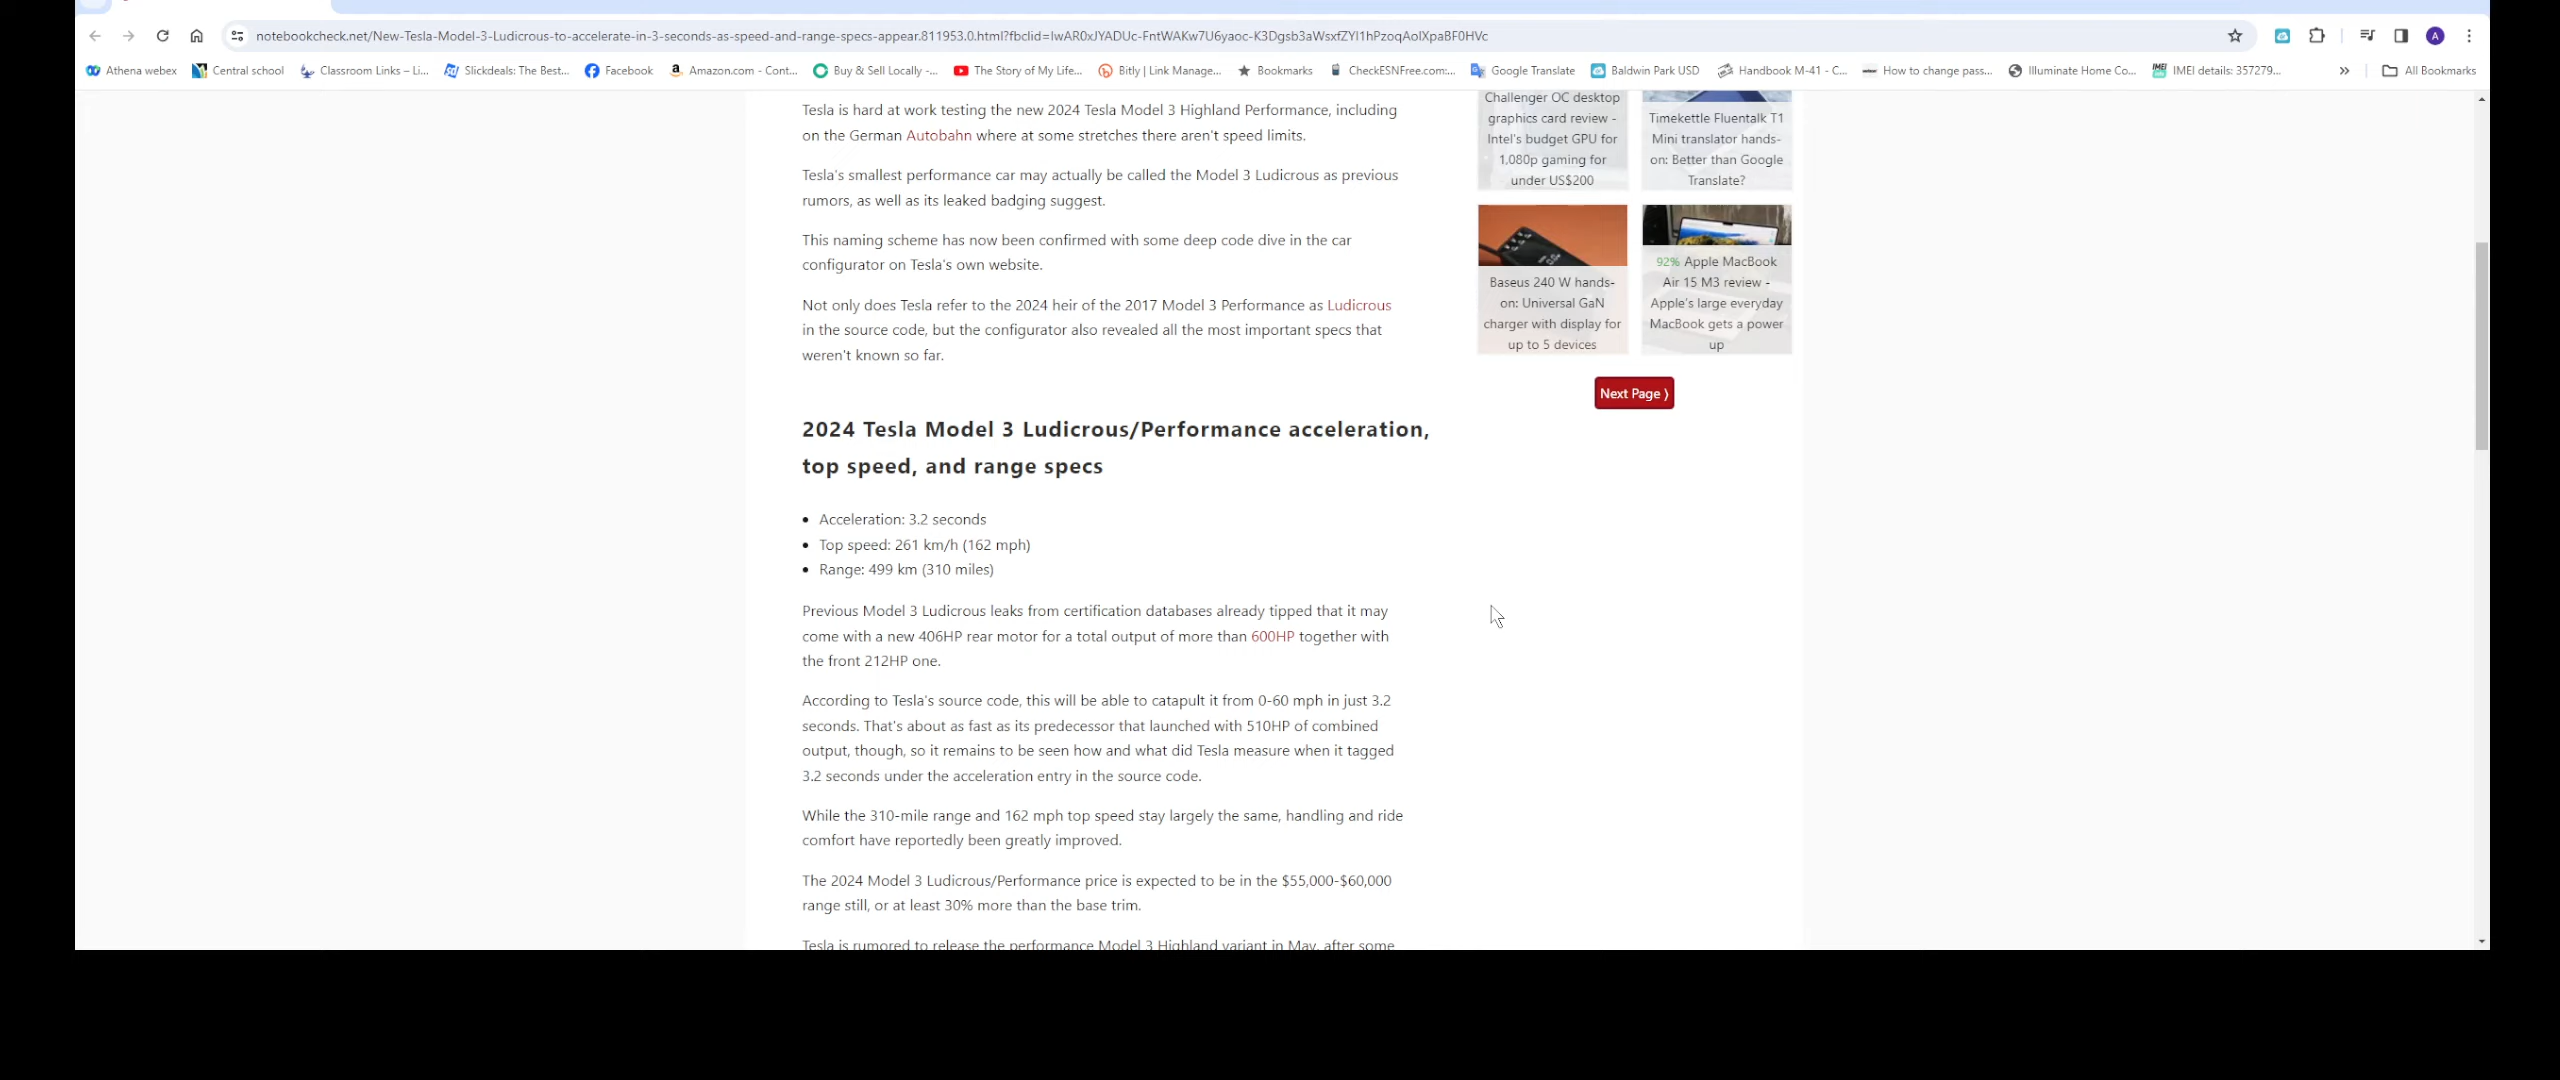 notebookcheck.net/New-Tesla-Model-3-Ludicrous-to-accelerate-in-3-seconds-as-speed-and-range-specs-appear.811953.0.html?fbclid=IwAR0xJYADUc-FntWAKw7U6yaoc-K3Dgsb3aWsxfZYl1hPzoqAolXpaBF0HVc
A
Athena webex
Central school
Classroom Links – Li...
Slickdeals: The Best...
Facebook
Amazon.com - Cont...
Buy & Sell Locally -...
The Story of My Life...
Bitly | Link Manage...
Bookmarks
CheckESNFree.com:...
Google Translate
Baldwin Park USD
Handbook M-41 - C...
How to change pass...
Illuminate Home Co...
IMEI details: 357279...
All Bookmarks
Tesla is hard at work testing the new 2024 Tesla Model 3 Highland Performance, including
on the German Autobahn where at some stretches there aren't speed limits.
Tesla's smallest performance car may actually be called the Model 3 Ludicrous as previous
rumors, as well as its leaked badging suggest.
This naming scheme has now been confirmed with some deep code dive in the car
configurator on Tesla's own website.
Not only does Tesla refer to the 2024 heir of the 2017 Model 3 Performance as Ludicrous
in the source code, but the configurator also revealed all the most important specs that
weren't known so far.
2024 Tesla Model 3 Ludicrous/Performance acceleration,
top speed, and range specs
• Acceleration: 3.2 seconds
• Top speed: 261 km/h (162 mph)
• Range: 499 km (310 miles)
Previous Model 3 Ludicrous leaks from certification databases already tipped that it may
come with a new 406HP rear motor for a total output of more than 600HP together with
the front 212HP one.
According to Tesla's source code, this will be able to catapult it from 0-60 mph in just 3.2
seconds. That's about as fast as its predecessor that launched with 510HP of combined
output, though, so it remains to be seen how and what did Tesla measure when it tagged
3.2 seconds under the acceleration entry in the source code.
While the 310-mile range and 162 mph top speed stay largely the same, handling and ride
comfort have reportedly been greatly improved.
The 2024 Model 3 Ludicrous/Performance price is expected to be in the $55,000-$60,000
range still, or at least 30% more than the base trim.
Tesla is rumored to release the performance Model 3 Highland variant in May, after some
Challenger OC desktop
graphics card review -
Intel's budget GPU for
1,080p gaming for
under US$200
Timekettle Fluentalk T1
Mini translator hands-
on: Better than Google
Translate?
Baseus 240 W hands-
on: Universal GaN
charger with display for
up to 5 devices
92% Apple MacBook
Air 15 M3 review -
Apple's large everyday
MacBook gets a power
up
Next Page ⟩